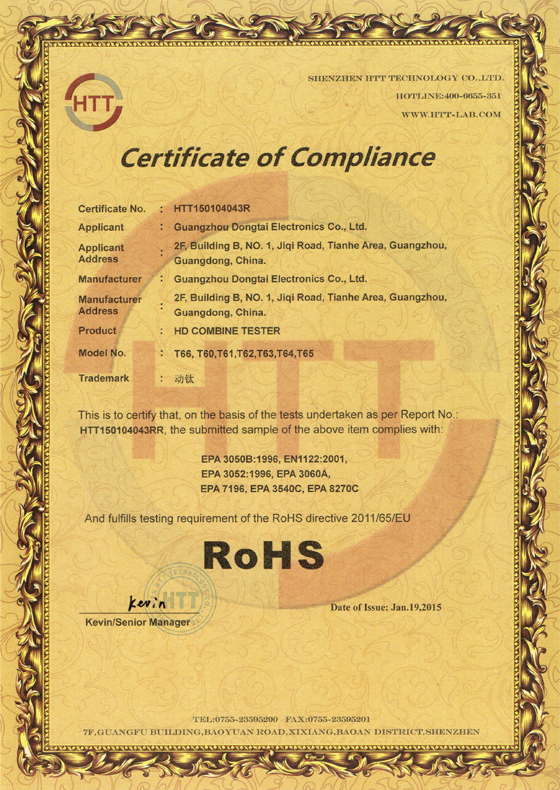 HTT
SHENZHEN HTT TECHNOLOGY CO.,LTD.
HOTLINE:400-6655-351
WWW.HTT-LAB.COM
Certificate of Compliance
Certificate No. : HTT150104043R
Applicant : Guangzhou Dongtai Electronics Co., Ltd.
Applicant Address : 2F, Building B, NO. 1, Jiqi Road, Tianhe Area, Guangzhou,
Guangdong, China.
Manufacturer : Guangzhou Dongtai Electronics Co., Ltd.
Manufacturer Address : 2F, Building B, NO. 1, Jiqi Road, Tianhe Area, Guangzhou,
Guangdong, China.
Product : HD COMBINE TESTER
Model No. : T66, T60,T61,T62,T63,T64,T65
Trademark : 动钛
HTT
This is to certify that, on the basis of the tests undertaken as per Report No.:
HTT150104043RR, the submitted sample of the above item complies with:
EPA 3050B:1996, EN1122:2001,
EPA 3052:1996, EPA 3060A,
EPA 7196, EPA 3540C, EPA 8270C
And fulfills testing requirement of the RoHS directive 2011/65/EU
RoHS
Kevin
HTT
Kevin/Senior Manager
Date of Issue: Jan.19,2015
TEL:0755-23595200 FAX:0755-23595201
7F,GUANGFU BUILDING,BAOYUAN ROAD,XIXIANG,BAOAN DISTRICT,SHENZHEN